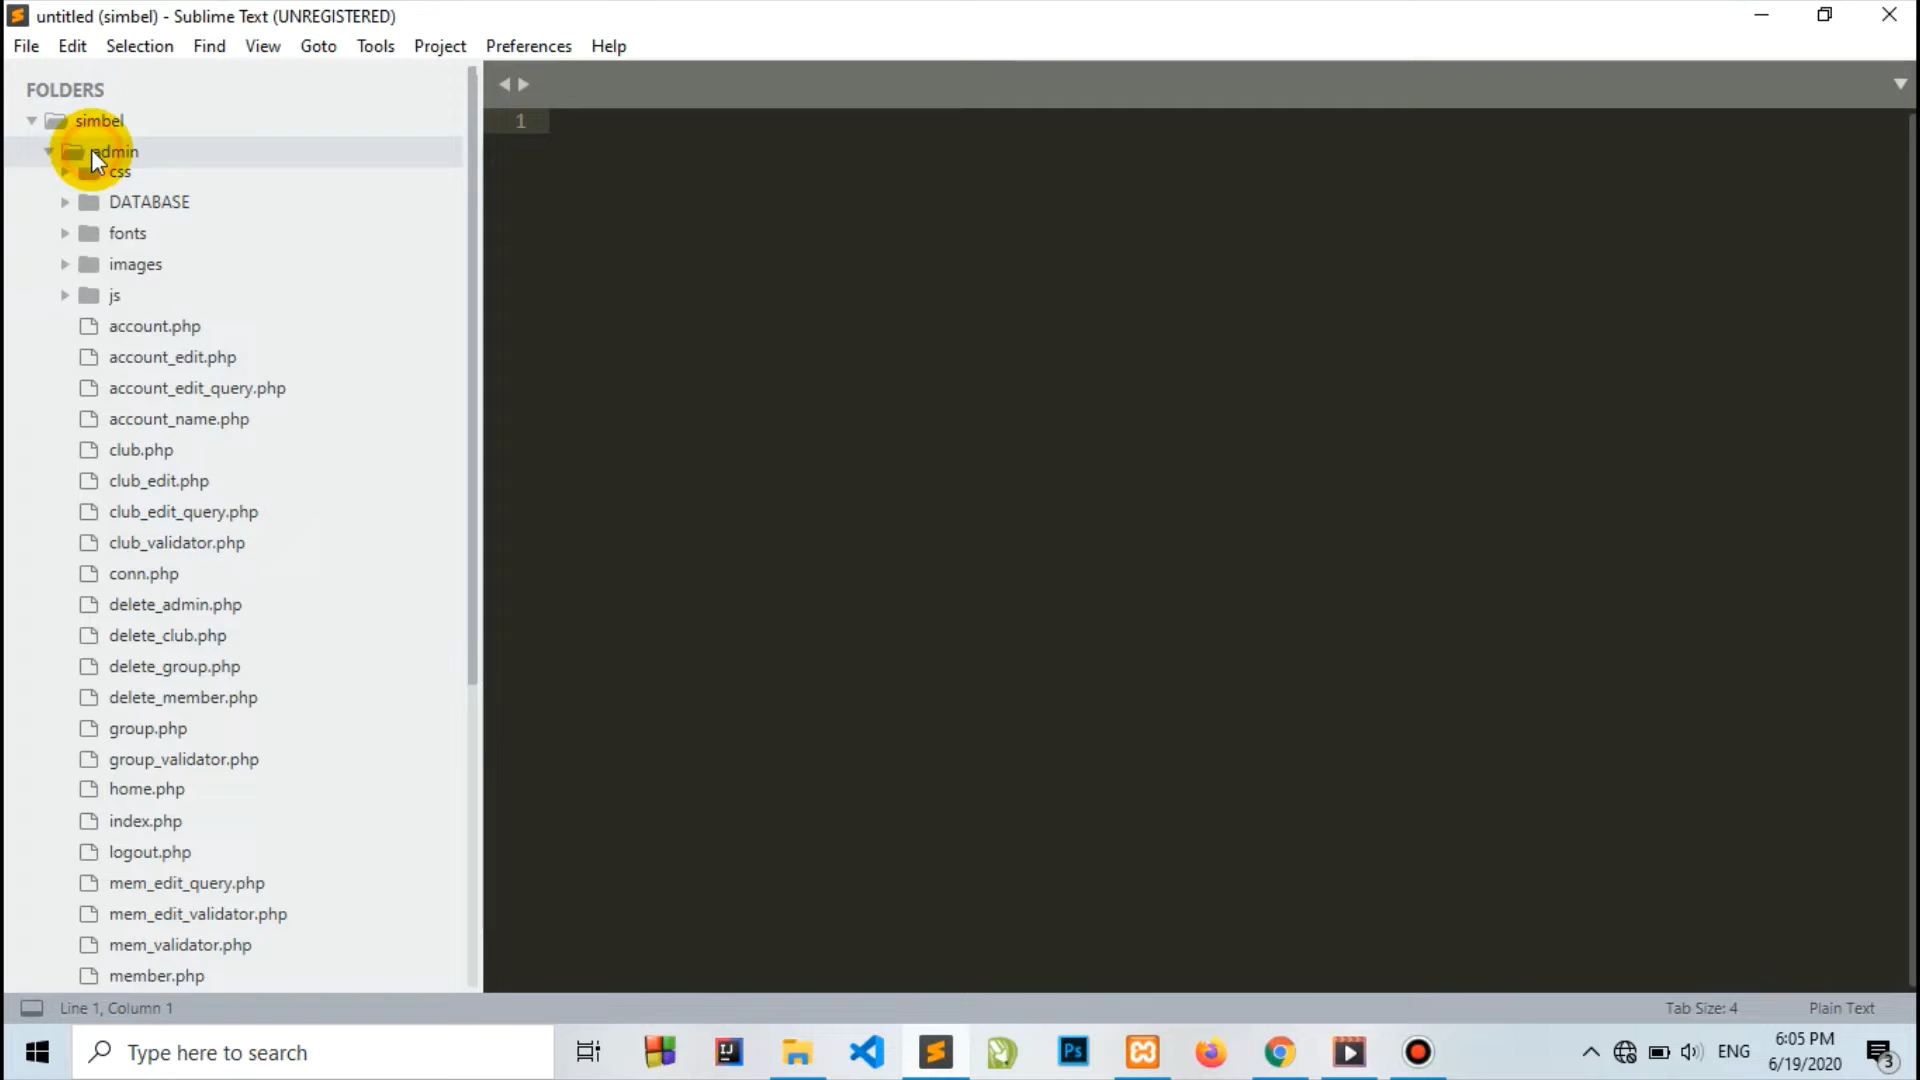 untitled (simbel) - Sublime Text (UNREGISTERED)
File Edit Selection Find View Goto Tools Project Preferences Help
FOLDERS
simbel
admin
css
DATABASE
fonts
images
js
account.php
account_edit.php
account_edit_query.php
account_name.php
club.php
club_edit.php
club_edit_query.php
club_validator.php
conn.php
delete_admin.php
delete_club.php
delete_group.php
delete_member.php
group.php
group_validator.php
home.php
index.php
logout.php
mem_edit_query.php
mem_edit_validator.php
mem_validator.php
member.php
1
Line 1, Column 1
Tab Size: 4
Plain Text
Type here to search
IJ
Ps
ENG
6:05 PM
6/19/2020
3